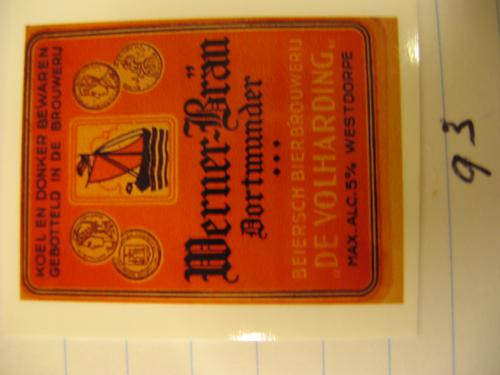 KOEL EN DONKER BEWAREN
GEBOTTELD IN DE BROUWERIJ
Werner-Bräu
Dortmunder
BEIERSCH BIERBROUWERIJ
„DE VOLHARDING"
MAX. ALC. 5% WESTDORPE
93